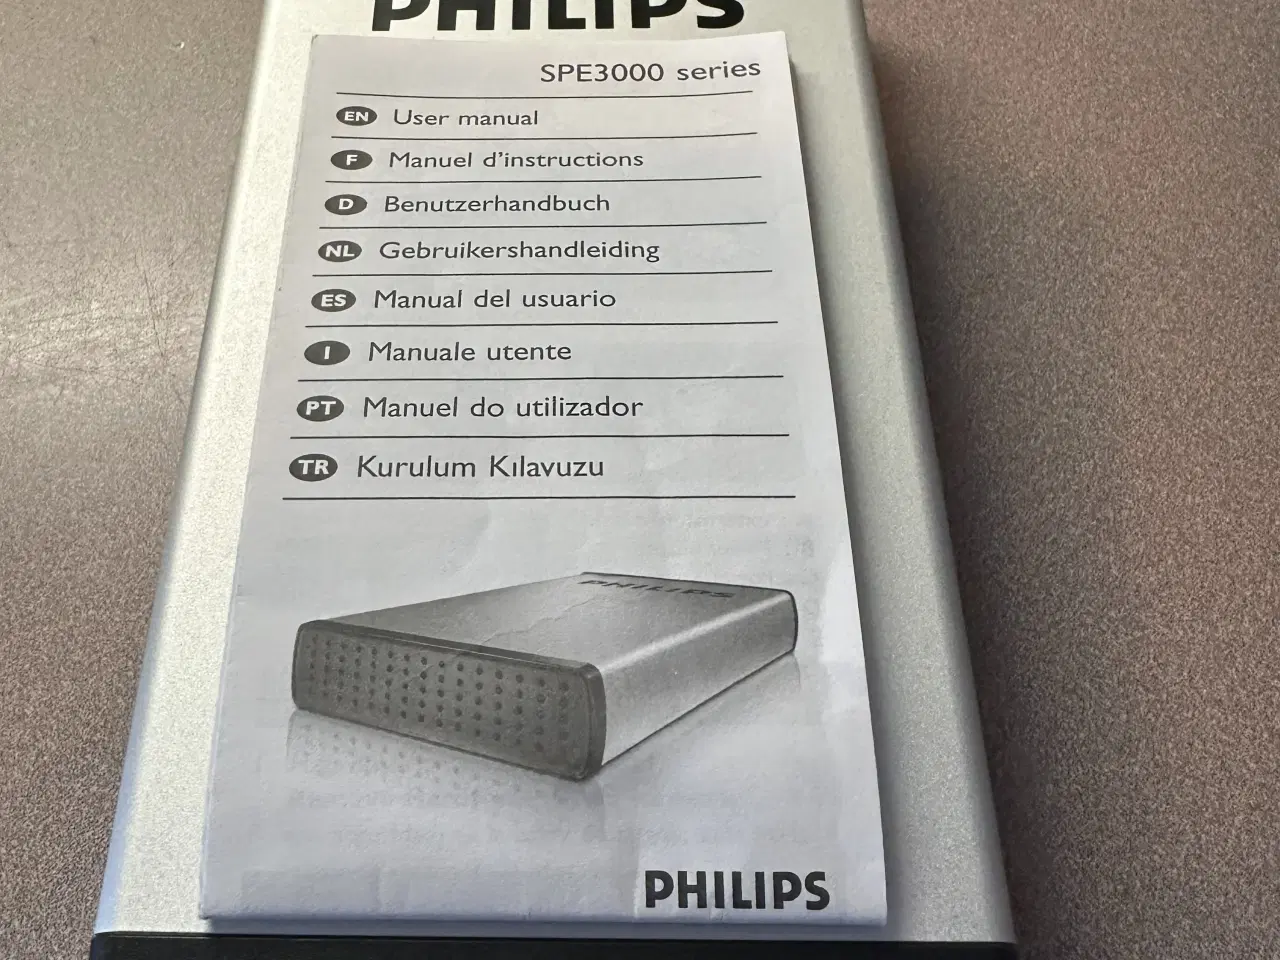 PHILIPS
SPE3000 series
EN User manual
F Manuel d'instructions
D Benutzerhandbuch
NL Gebruikershandleiding
ES Manual del usuario
I Manuale utente
PT Manuel do utilizador
TR Kurulum Kılavuzu
PHILIPS
PHILIPS